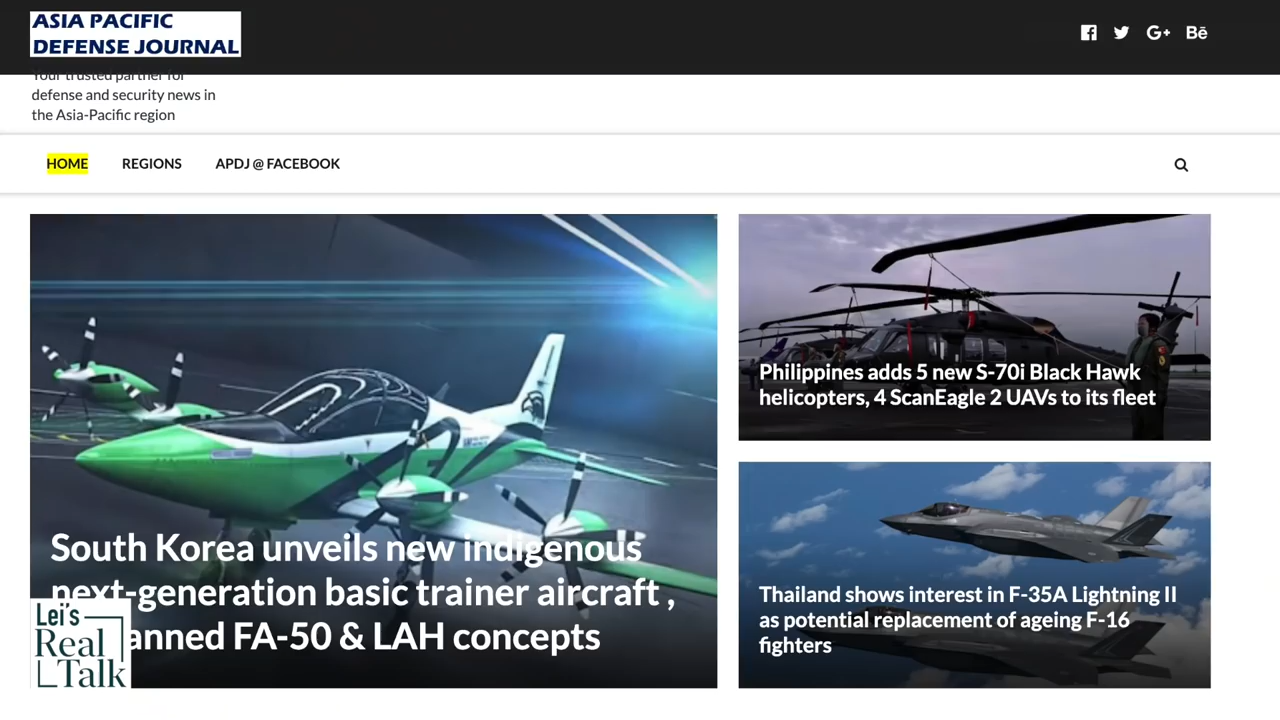 ASIA PACIFIC
DEFENSE JOURNAL
Your trusted partner for
defense and security news in
the Asia-Pacific region
Bē
HOME
REGIONS
APDJ @ FACEBOOK
South Korea unveils new indigenous
next-generation basic trainer aircraft ,
anned FA-50 & LAH concepts
Philippines adds 5 new S-70i Black Hawk
helicopters, 4 ScanEagle 2 UAVs to its fleet
Thailand shows interest in F-35A Lightning II
as potential replacement of ageing F-16
fighters
Lei's
Real
Talk